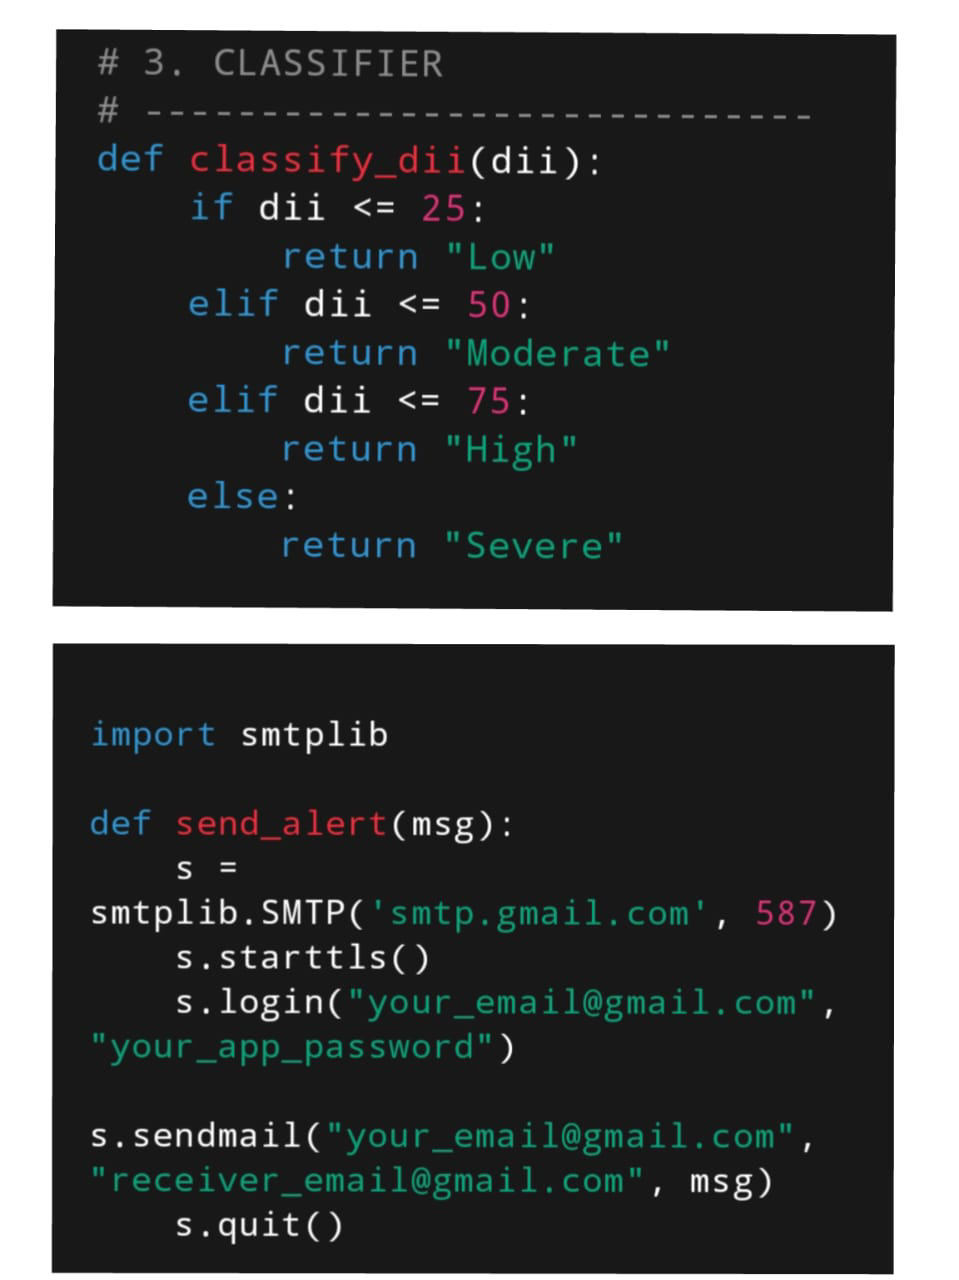 # 3. CLASSIFIER
# -----------------------------
def classify_dii(dii):
    if dii <= 25:
        return "Low"
    elif dii <= 50:
        return "Moderate"
    elif dii <= 75:
        return "High"
    else:
        return "Severe"
import smtplib
def send_alert(msg):
    s =
smtplib.SMTP('smtp.gmail.com', 587)
    s.starttls()
    s.login("your_email@gmail.com",
"your_app_password")
s.sendmail("your_email@gmail.com",
"receiver_email@gmail.com", msg)
    s.quit()